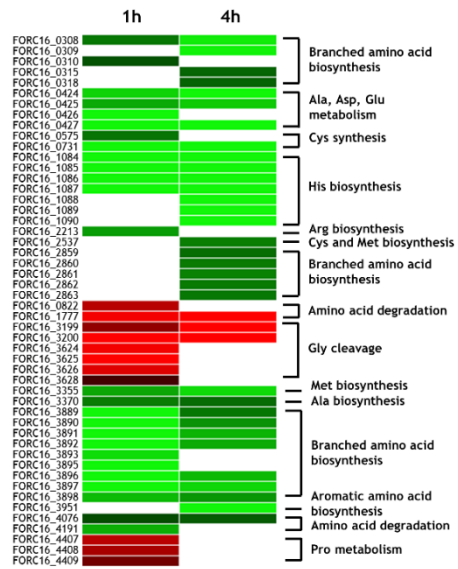 1h 4h
FORC16_0308
FORC16_0309
FORC16_0310
FORC16_0315
FORC16_0318
Branched amino acid
biosynthesis
FORC16_0424
FORC16_0425
FORC16_0426
FORC16_0427
Ala, Asp, Glu
metabolism
FORC16_0575
FORC16_0731
Cys synthesis
FORC16_1084
FORC16_1085
FORC16_1086
FORC16_1087
FORC16_1088
FORC16_1089
FORC16_1090
His biosynthesis
FORC16_2213
Arg biosynthesis
FORC16_2537
Cys and Met biosynthesis
FORC16_2859
FORC16_2860
FORC16_2861
FORC16_2862
FORC16_2863
Branched amino acid
biosynthesis
FORC16_0822
FORC16_1777
Amino acid degradation
FORC16_3199
FORC16_3200
FORC16_3624
FORC16_3625
FORC16_3626
FORC16_3628
Gly cleavage
FORC16_3355
Met biosynthesis
FORC16_3370
Ala biosynthesis
FORC16_3889
FORC16_3890
FORC16_3891
FORC16_3892
FORC16_3893
FORC16_3895
FORC16_3896
FORC16_3897
FORC16_3898
Branched amino acid
biosynthesis
FORC16_3951
Aromatic amino acid
biosynthesis
FORC16_4076
FORC16_4191
Amino acid degradation
FORC16_4407
FORC16_4408
FORC16_4409
Pro metabolism